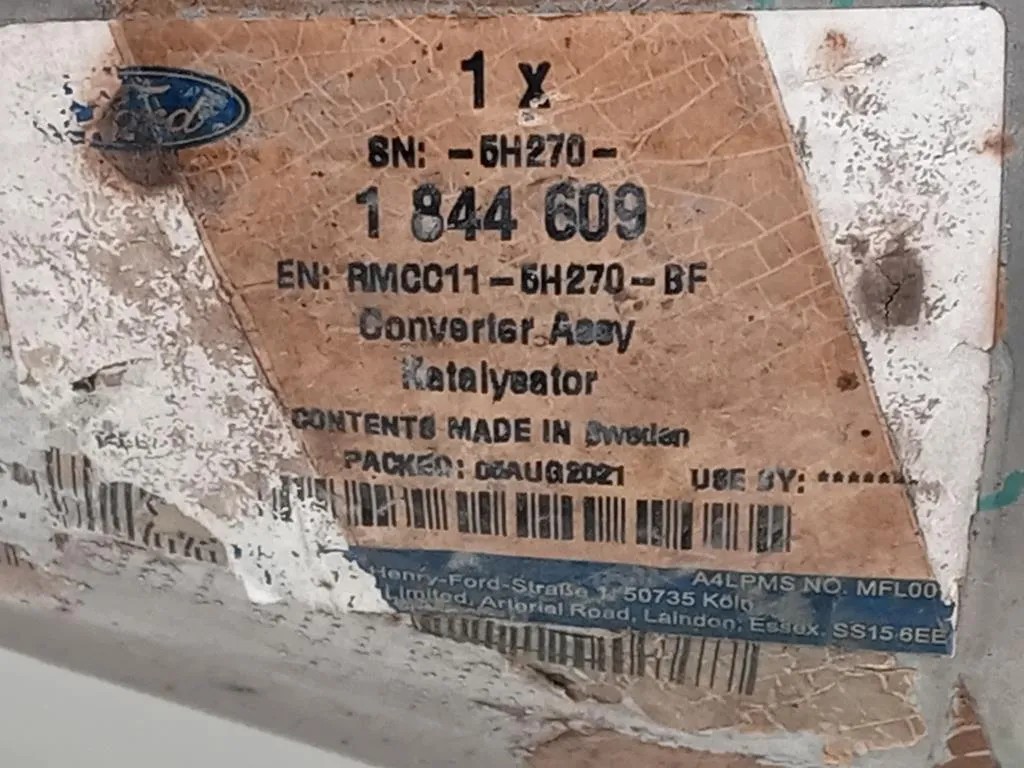 Ford
1 X
SN: -5H270-
1 844 609
EN: RMCC11-5H270-BF
Converter Assy
Katalysator
CONTENTS MADE IN Sweden
PACKED: 05AUG2021 USE BY: *******
A4LPMS NO. MFL00
Henry-Ford-Straße 1, 50735 Köln
Limited, Arterial Road, Laindon, Essex. SS15 6EE